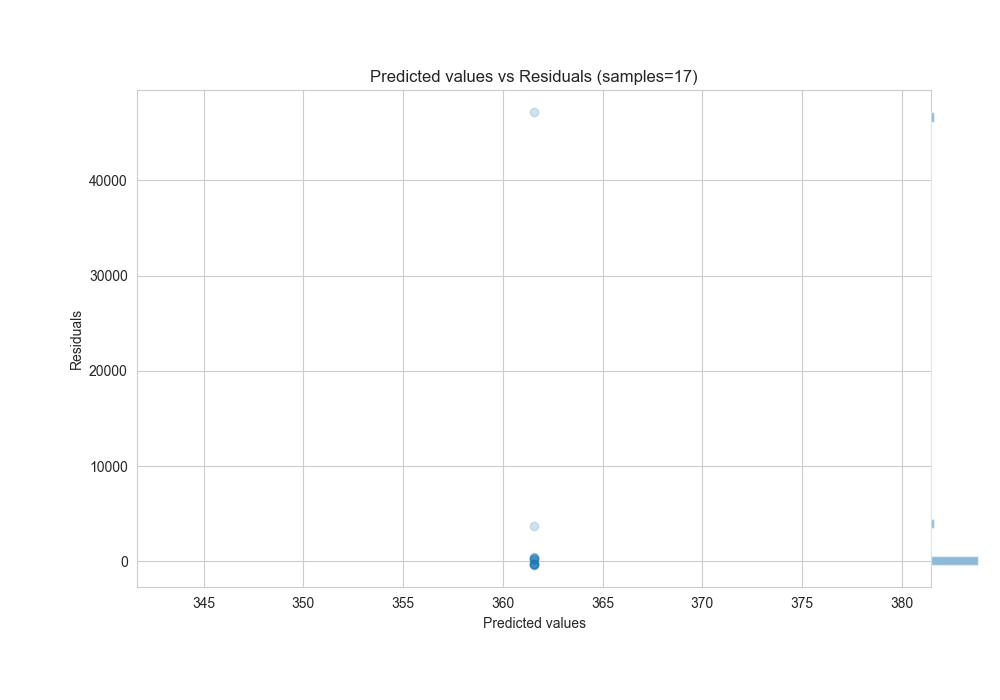 Predicted values vs Residuals (samples=17)
40000
30000
20000
10000
0
Residuals
345 350 355 360 365 370 375 380
Predicted values